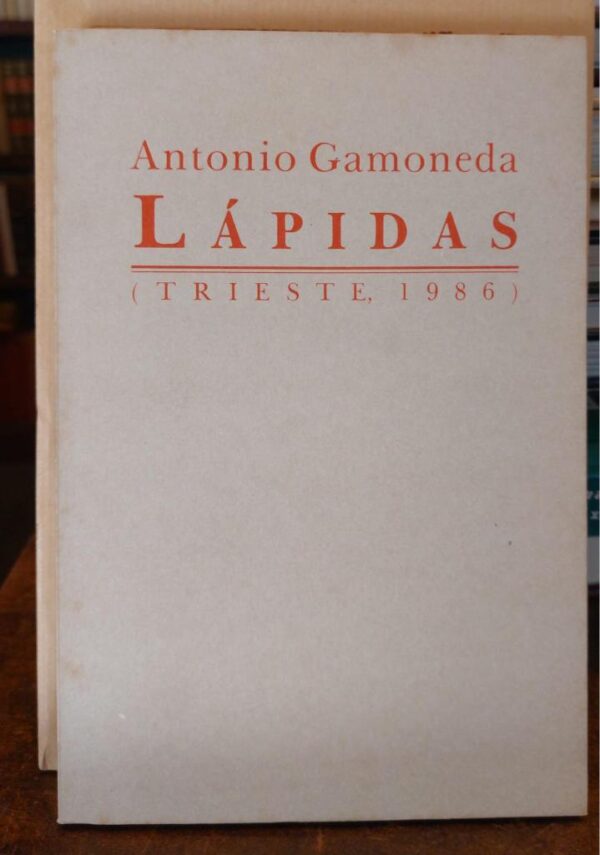 Antonio Gamoneda
LÁPIDAS
(TRIESTE, 1986)